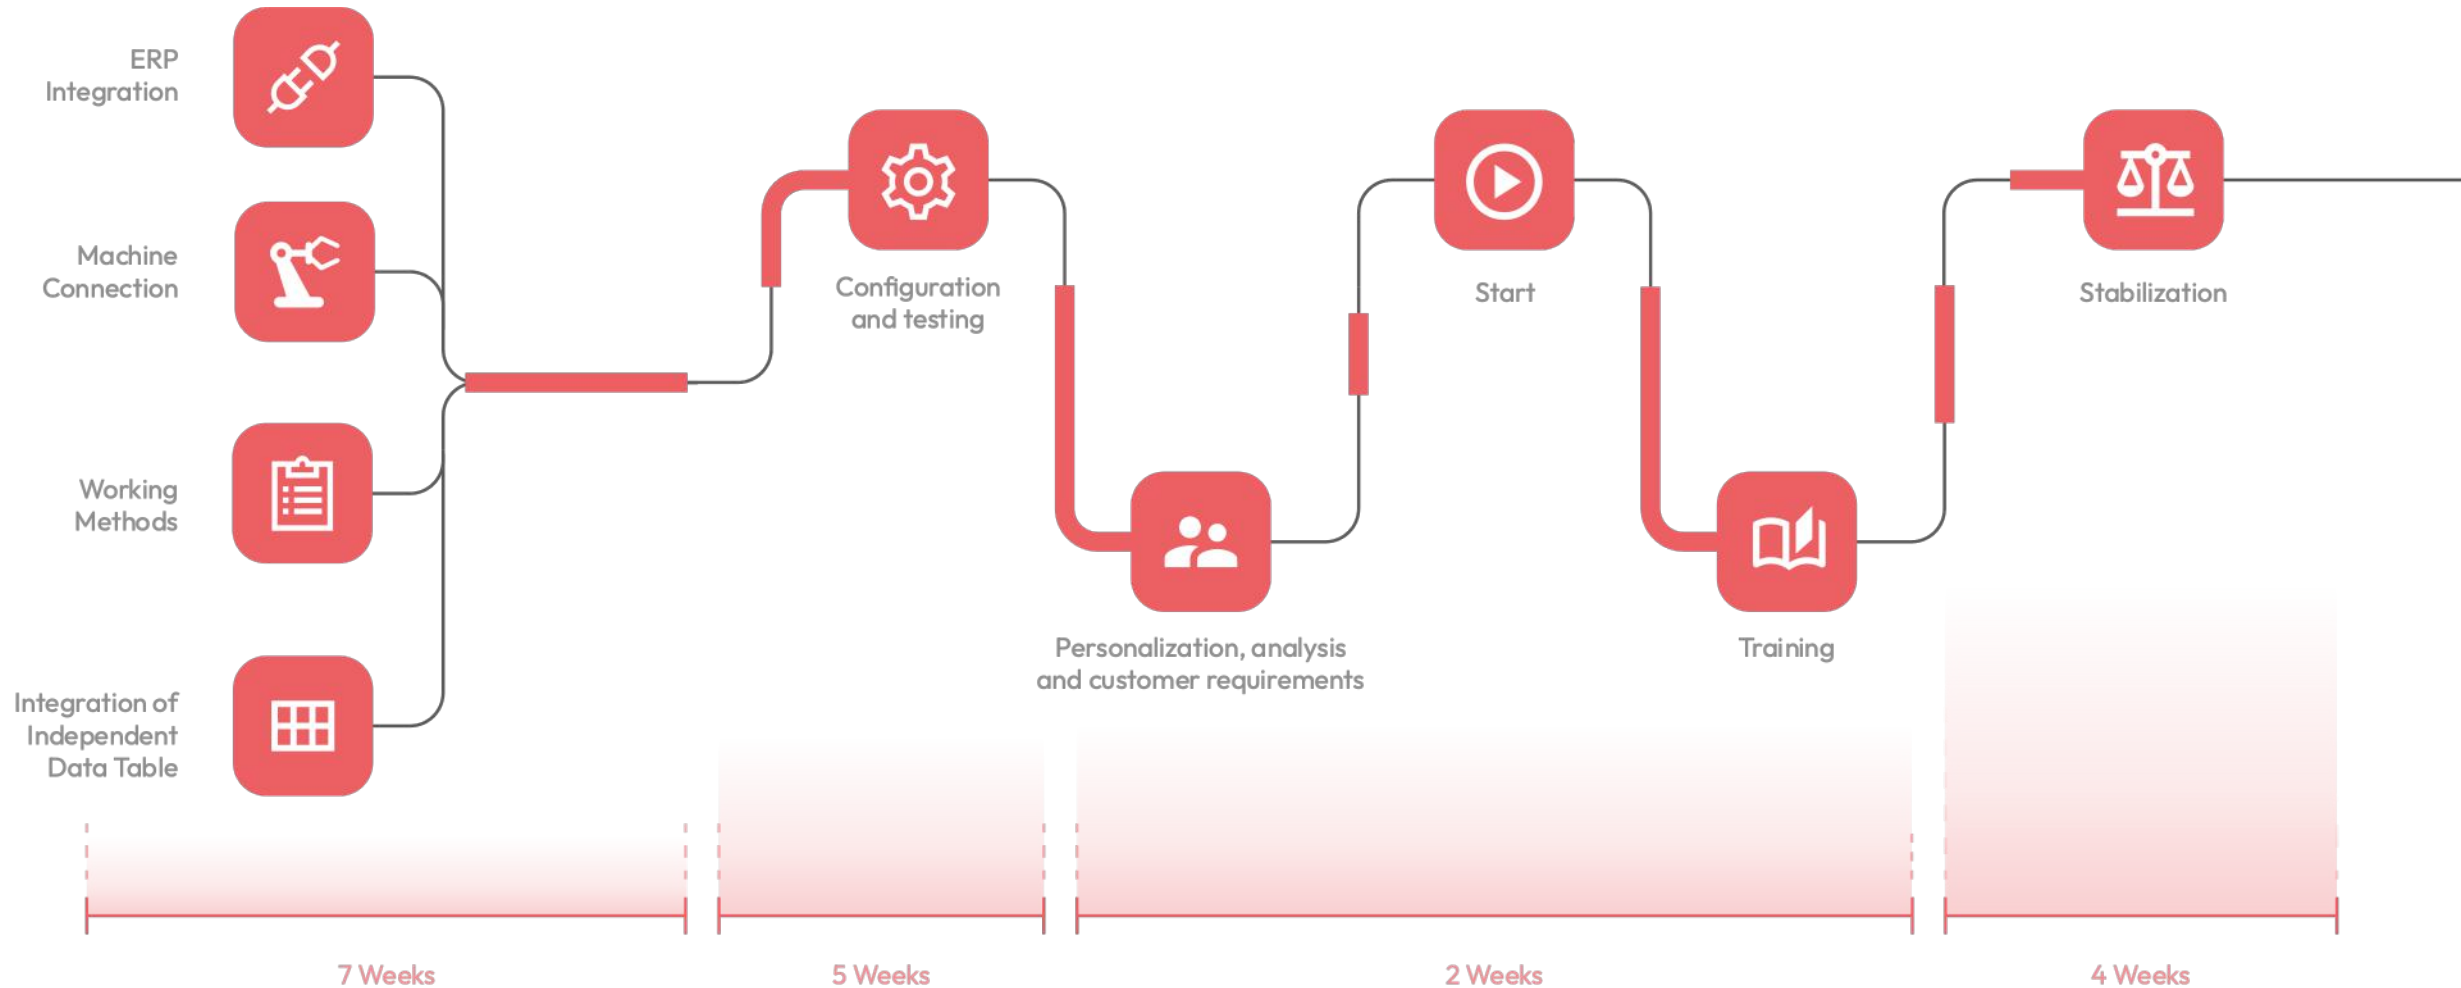 ERP
Integration
Machine
Connection
Working
Methods
Integration of
Independent
Data Table
Configuration
and testing
Personalization, analysis
and customer requirements
Start
Training
Stabilization
7 Weeks
5 Weeks
2 Weeks
4 Weeks